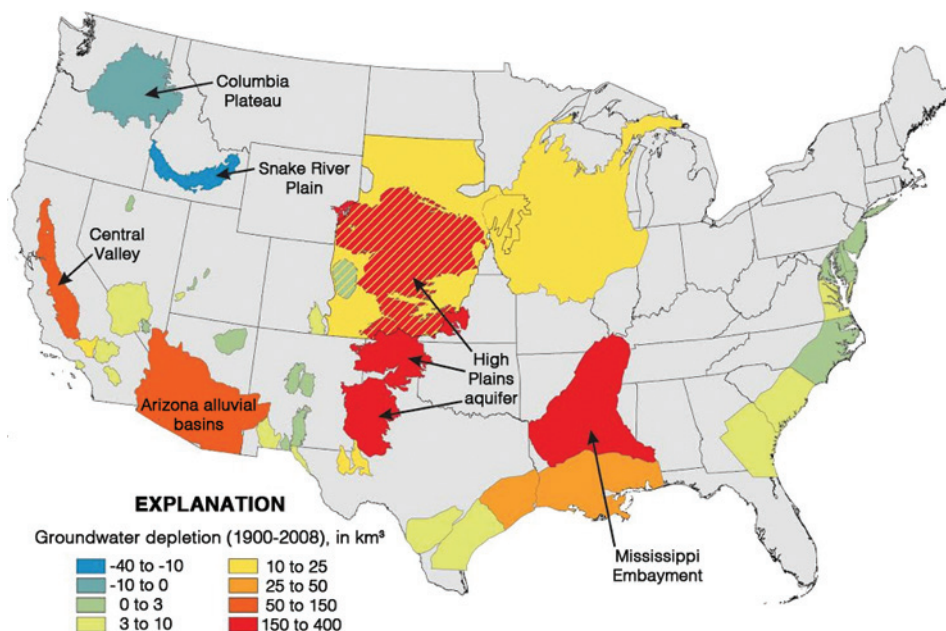 Columbia
Plateau
Snake River
Plain
Central
Valley
High
Plains
aquifer
Arizona alluvial
basins
Mississippi
Embayment
EXPLANATION
Groundwater depletion (1900-2008), in km³
-40 to -10
-10 to 0
0 to 3
3 to 10
10 to 25
25 to 50
50 to 150
150 to 400